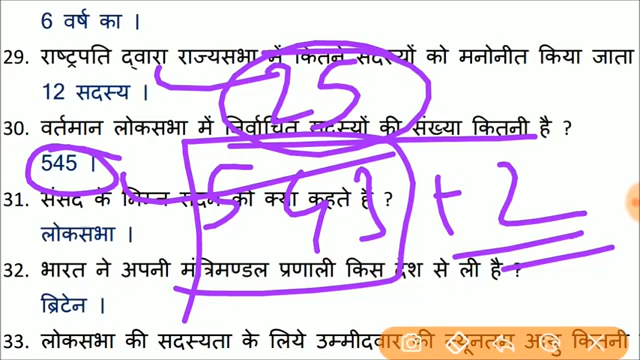 6 वर्ष का ।
29. राष्ट्रपति द्वारा राज्यसभा में कितने सदस्यों को मनोनीत किया जाता
12 सदस्य ।
25
30. वर्तमान लोकसभा में निर्वाचित सदस्यों की संख्या कितनी है ?
545 ।
543 + 2
31. संसद के निम्न सदन को क्या कहते है ?
लोकसभा ।
32. भारत ने अपनी मंत्रिमण्डल प्रणाली किस देश से ली है ?
ब्रिटेन ।
33. लोकसभा की सदस्यता के लिये उम्मीदवार की न्यूनतम आयु कितनी